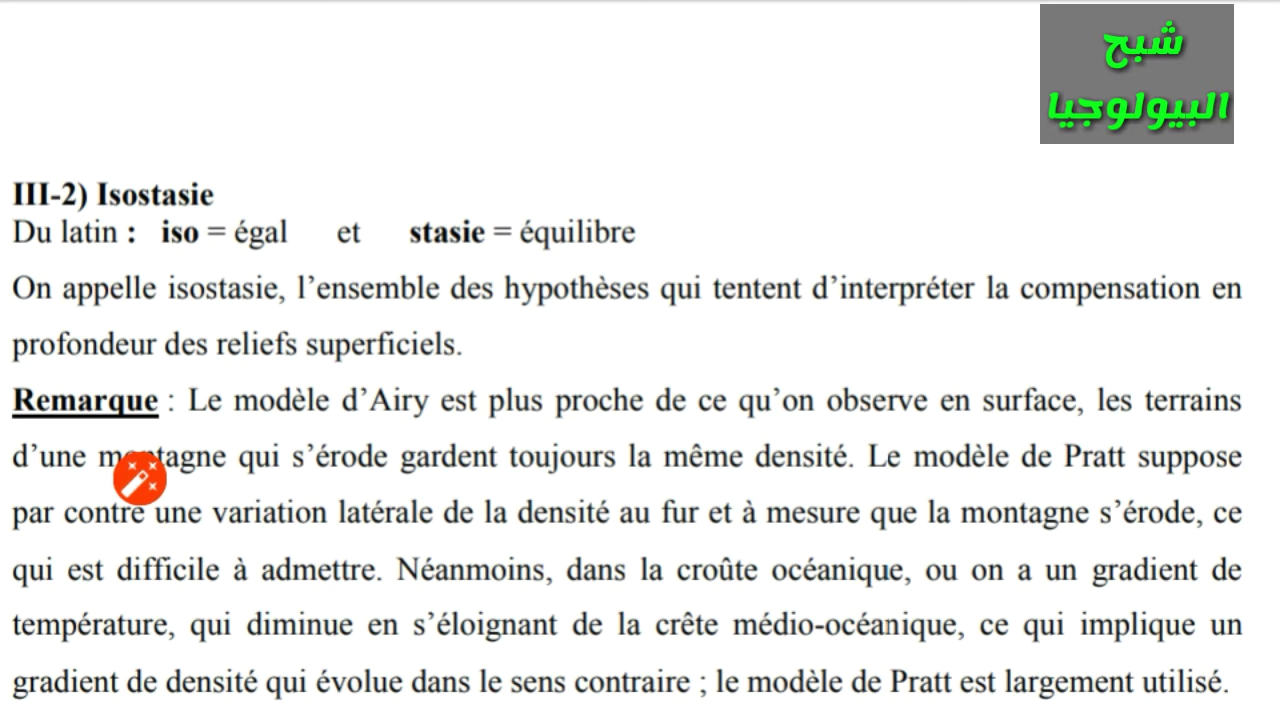 شبح
البيولوجيا
III-2) Isostasie
Du latin : iso = égal et stasie = équilibre
On appelle isostasie, l’ensemble des hypothèses qui tentent d’interpréter la compensation en
profondeur des reliefs superficiels.
Remarque : Le modèle d’Airy est plus proche de ce qu’on observe en surface, les terrains
d’une montagne qui s’érode gardent toujours la même densité. Le modèle de Pratt suppose
par contre une variation latérale de la densité au fur et à mesure que la montagne s’érode, ce
qui est difficile à admettre. Néanmoins, dans la croûte océanique, ou on a un gradient de
température, qui diminue en s’éloignant de la crête médio-océanique, ce qui implique un
gradient de densité qui évolue dans le sens contraire ; le modèle de Pratt est largement utilisé.